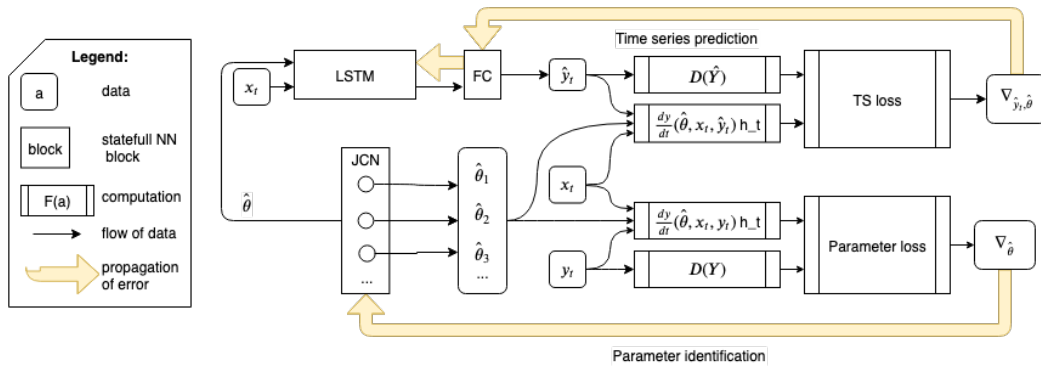 Legend:
a
data
block
statefull NN
block
F(a)
computation
flow of data
propagation
of error
Time series prediction
x_t
LSTM
FC
ŷ_t
D(Ŷ)
TS loss
∇_{ŷ_t,θ̂}
dy/dt(θ̂, x_t, ŷ_t) h_t
JCN
θ̂
θ̂_1
θ̂_2
θ̂_3
...
...
x_t
dy/dt(θ̂, x_t, y_t) h_t
y_t
D(Y)
Parameter loss
∇_θ̂
Parameter identification